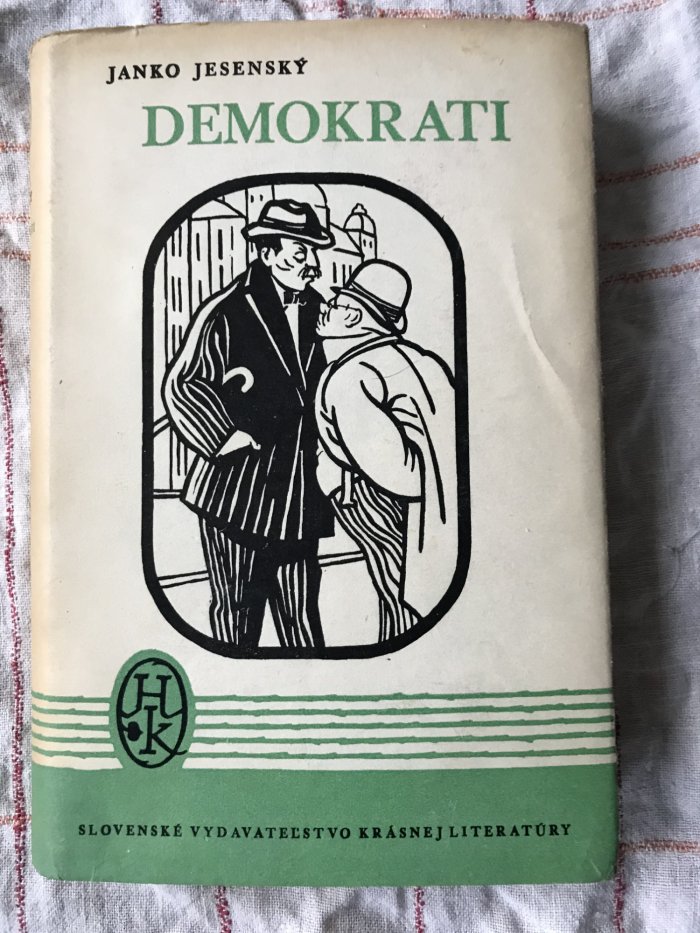 JANKO JESENSKÝ
DEMOKRATI
HK
SLOVENSKÉ VYDAVATEĽSTVO KRÁSNEJ LITERATÚRY